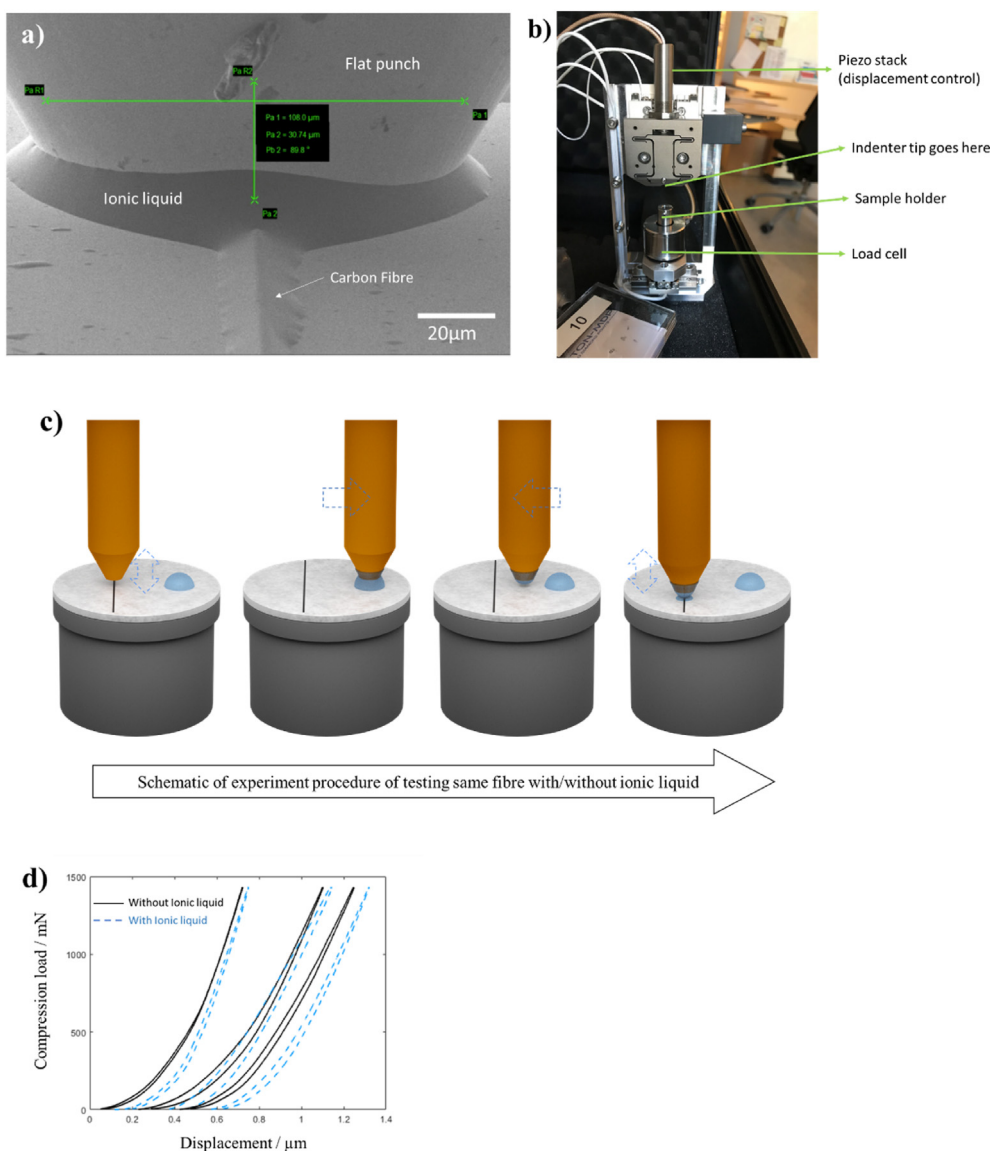 a)
Pa R2
Flat punch
Pa R1
Pa 1
Pa 1 = 108.0 µm
Pa 2 = 30.74 µm
Pb 2 = 89.8 °
Ionic liquid
Pa 2
Carbon Fibre
20µm
b)
Piezo stack
(displacement control)
Indenter tip goes here
Sample holder
Load cell
10
c)
Schematic of experiment procedure of testing same fibre with/without ionic liquid
d)
1500
Without Ionic liquid
With Ionic liquid
1000
500
0
Compression load / mN
0 0.2 0.4 0.6 0.8 1 1.2 1.4
Displacement / µm